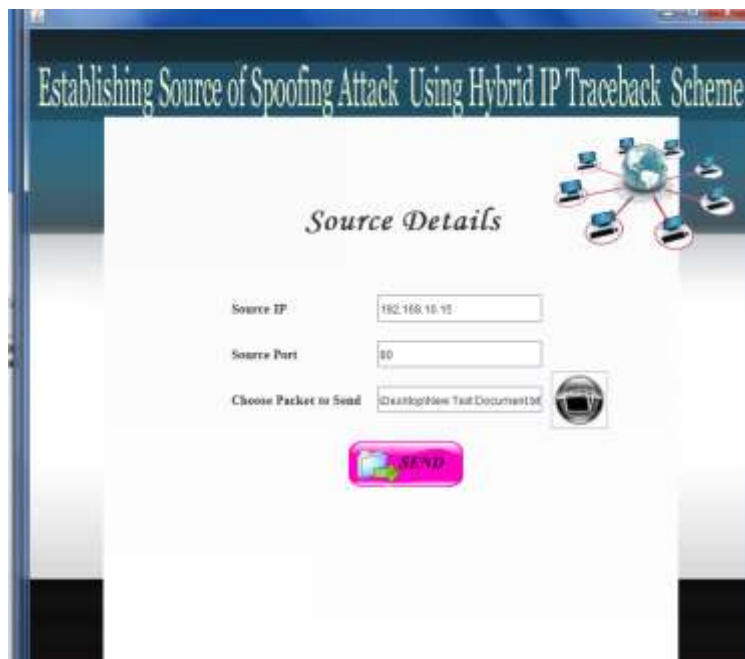 Establishing Source of Spoofing Attack Using Hybrid IP Traceback Scheme
Source Details
Source IP 192.168.10.15
Source Port 80
Choose Packet to Send \Desktop\New Text Document.txt
SEND